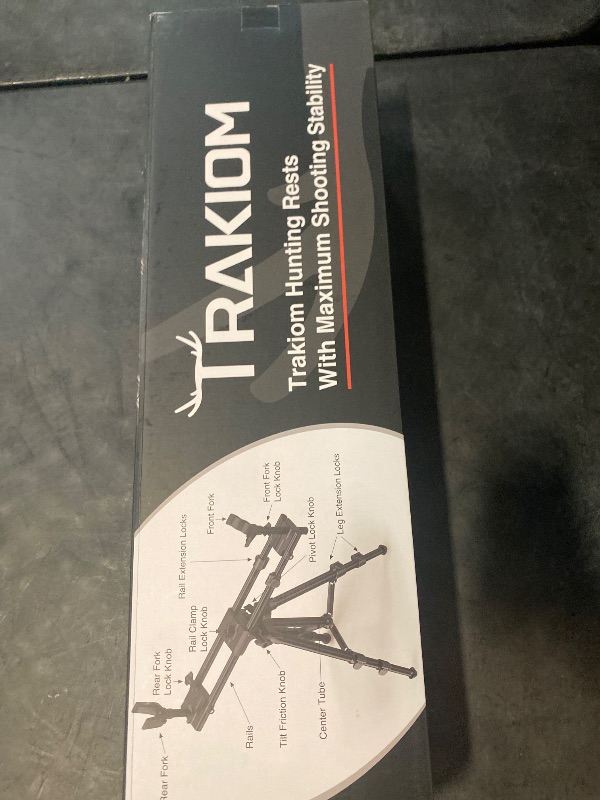 TRAKIOM
Trakiom Hunting Rests
With Maximum Shooting Stability
Rear Fork
Rear Fork
Lock Knob
Rail Clamp
Lock Knob
Rail Extension Locks
Front Fork
Front Fork
Lock Knob
Rails
Tilt Friction Knob
Center Tube
Pivot Lock Knob
Leg Extension Locks